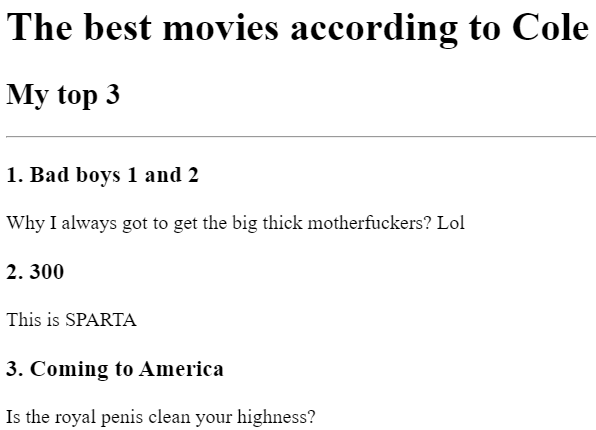 The best movies according to Cole
My top 3
1. Bad boys 1 and 2
Why I always got to get the big thick motherfuckers? Lol
2. 300
This is SPARTA
3. Coming to America
Is the royal penis clean your highness?